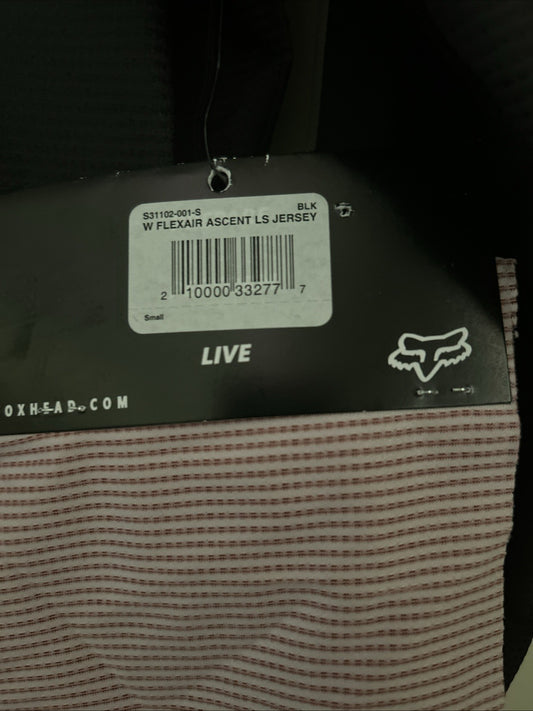 S31102-001-S BLK
W FLEXAIR ASCENT LS JERSEY
2 10000 33277 7
Small
LIVE
OXHEAD.COM